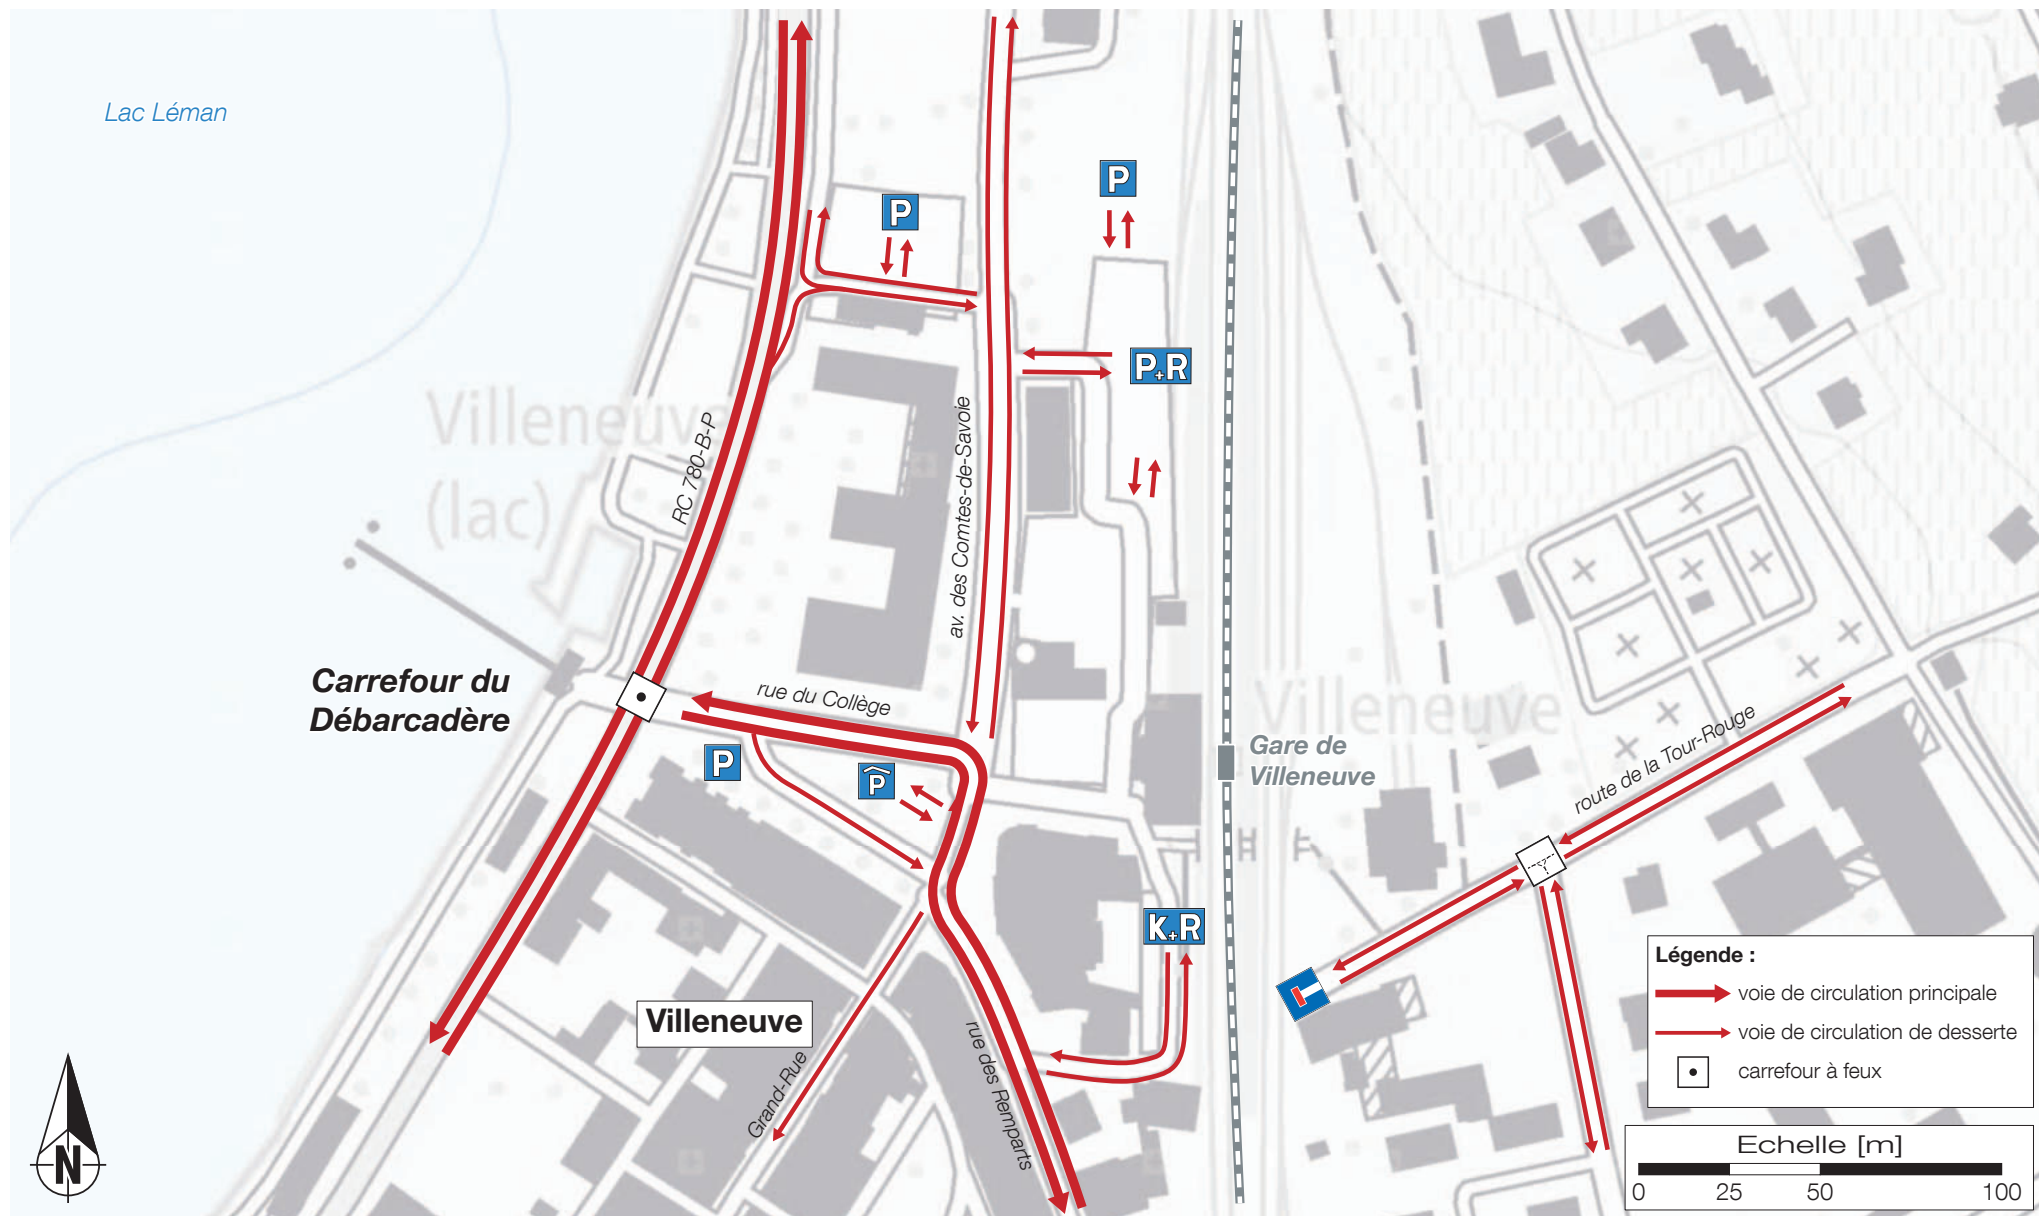 Lac Léman
P
P
P+R
Villeneuve
(lac)
RC 780-B-P
av. des Comtes-de-Savoie
Carrefour du
Débarcadère
rue du Collège
P
P
Villeneuve
Gare de
Villeneuve
route de la Tour-Rouge
K+R
Villeneuve
Grand-Rue
rue des Remparts
N
Légende :
voie de circulation principale
voie de circulation de desserte
carrefour à feux
Echelle [m]
0 25 50 100